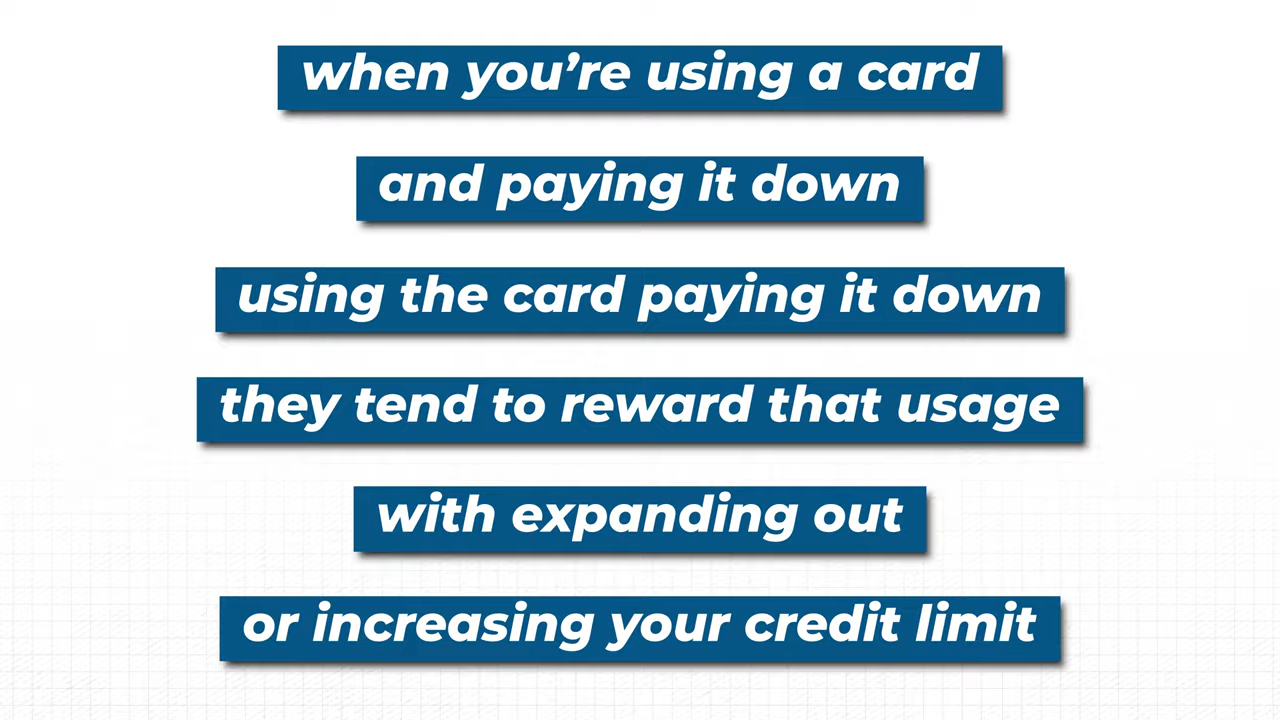 when you’re using a card
and paying it down
using the card paying it down
they tend to reward that usage
with expanding out
or increasing your credit limit